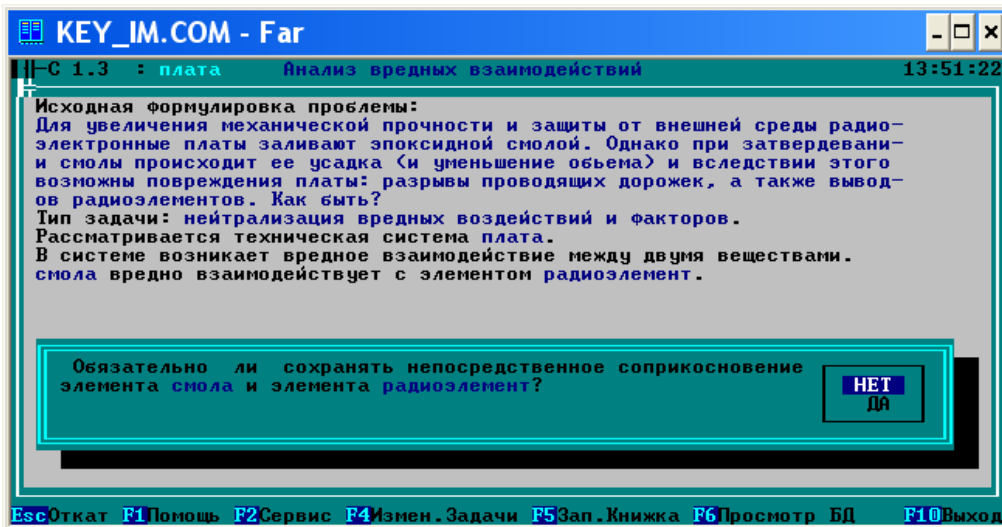 KEY_IM.COM - Far
С 1.3 : плата Анализ вредных взаимодействий 13:51:22
Исходная формулировка проблемы:
Для увеличения механической прочности и защиты от внешней среды радио-
электронные платы заливают эпоксидной смолой. Однако при затвердевани-
и смолы происходит ее усадка (и уменьшение обьема) и вследствии этого
возможны повреждения платы: разрывы проводящих дорожек, а также вывод-
ов радиоэлементов. Как быть?
Тип задачи: нейтрализация вредных воздействий и факторов.
Рассматривается техническая система плата.
В системе возникает вредное взаимодействие между двумя веществами.
смола вредно взаимодействует с элементом радиоэлемент.
Обязательно ли сохранять непосредственное соприкосновение
элемента смола и элемента радиоэлемент?
НЕТ
ДА
EscОткат F1Помощь F2Сервис F4Измен.Задачи F5Зап.Книжка F6Просмотр БД F10Выход